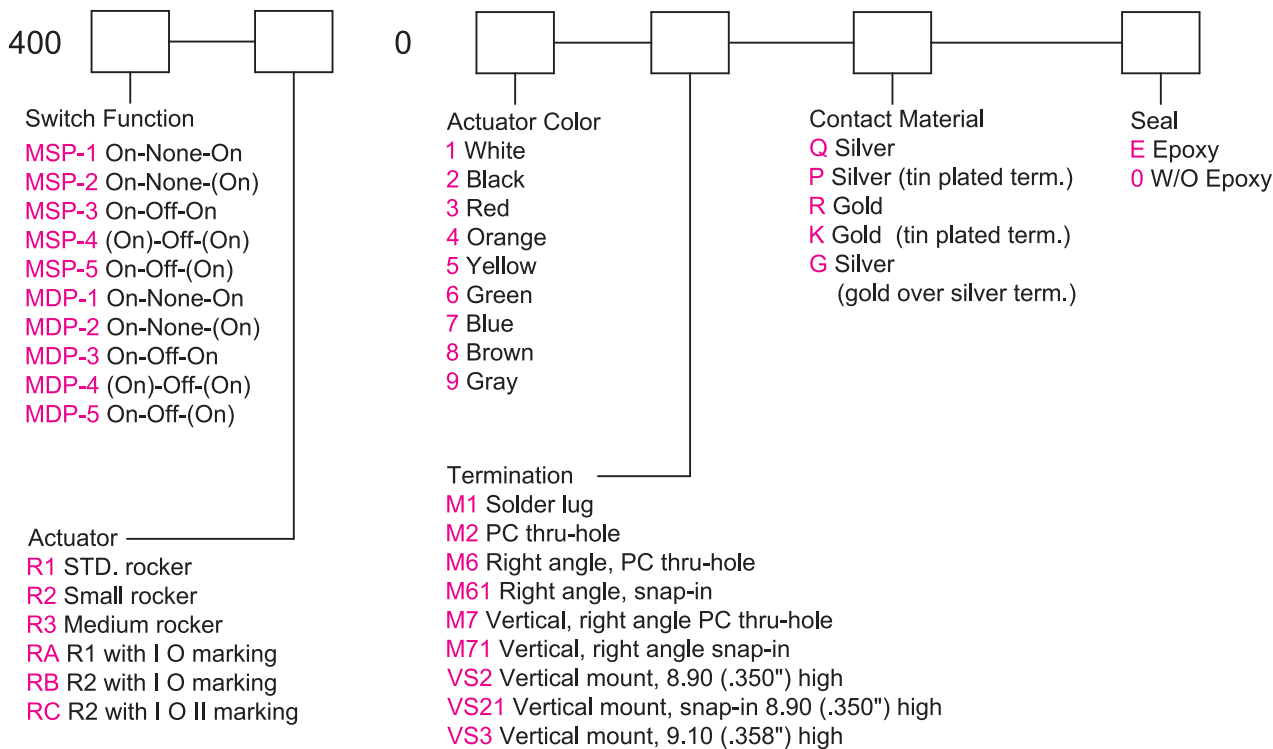 400
0
Switch Function
MSP-1 On-None-On
MSP-2 On-None-(On)
MSP-3 On-Off-On
MSP-4 (On)-Off-(On)
MSP-5 On-Off-(On)
MDP-1 On-None-On
MDP-2 On-None-(On)
MDP-3 On-Off-On
MDP-4 (On)-Off-(On)
MDP-5 On-Off-(On)
Actuator
R1 STD. rocker
R2 Small rocker
R3 Medium rocker
RA R1 with I O marking
RB R2 with I O marking
RC R2 with I O II marking
Actuator Color
1 White
2 Black
3 Red
4 Orange
5 Yellow
6 Green
7 Blue
8 Brown
9 Gray
Termination
M1 Solder lug
M2 PC thru-hole
M6 Right angle, PC thru-hole
M61 Right angle, snap-in
M7 Vertical, right angle PC thru-hole
M71 Vertical, right angle snap-in
VS2 Vertical mount, 8.90 (.350") high
VS21 Vertical mount, snap-in 8.90 (.350") high
VS3 Vertical mount, 9.10 (.358") high
Contact Material
Q Silver
P Silver (tin plated term.)
R Gold
K Gold (tin plated term.)
G Silver
(gold over silver term.)
Seal
E Epoxy
0 W/O Epoxy